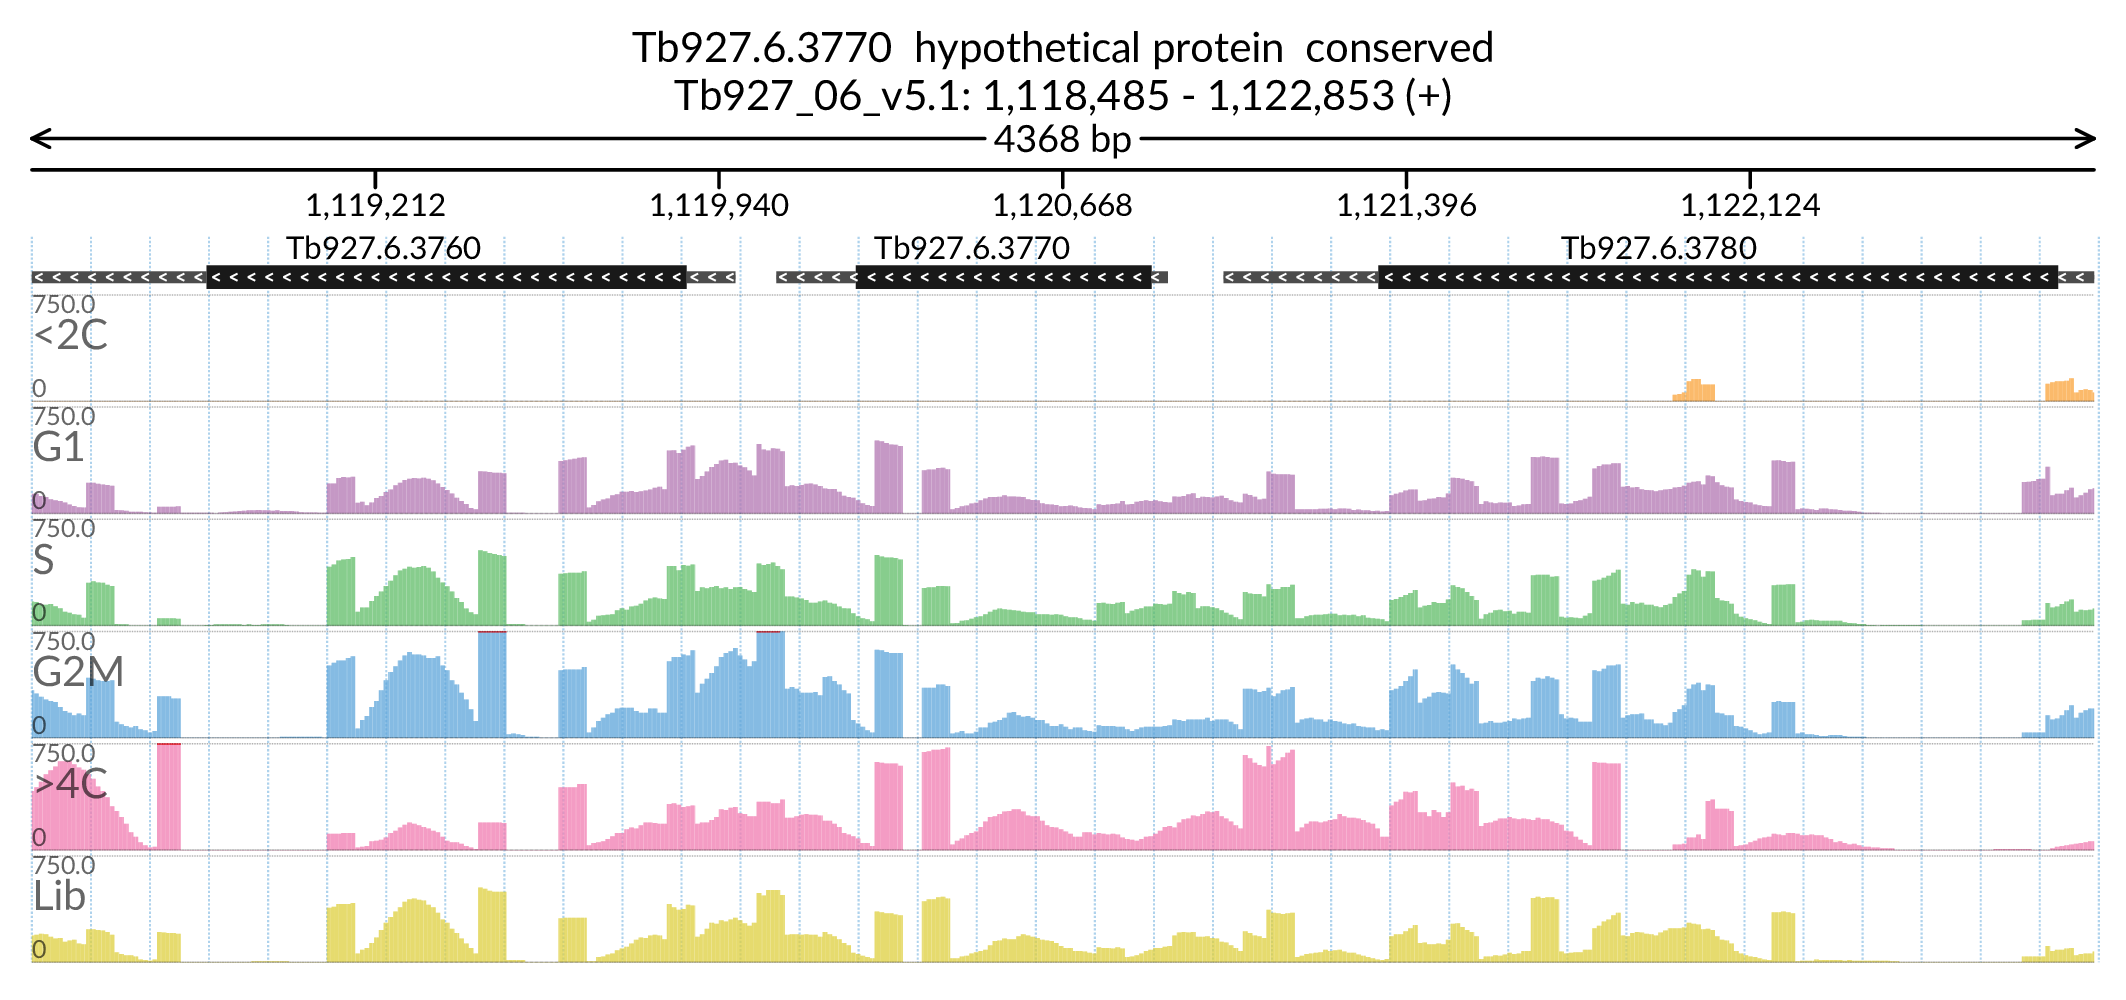 Tb927.6.3770  hypothetical protein  conserved
Tb927_06_v5.1: 1,118,485 - 1,122,853 (+)
4368 bp
1,119,212 1,119,940 1,120,668 1,121,396 1,122,124
Tb927.6.3760 Tb927.6.3770 Tb927.6.3780
750.0
<2C
0
750.0
G1
0
750.0
S
0
750.0
G2M
0
750.0
>4C
0
750.0
Lib
0